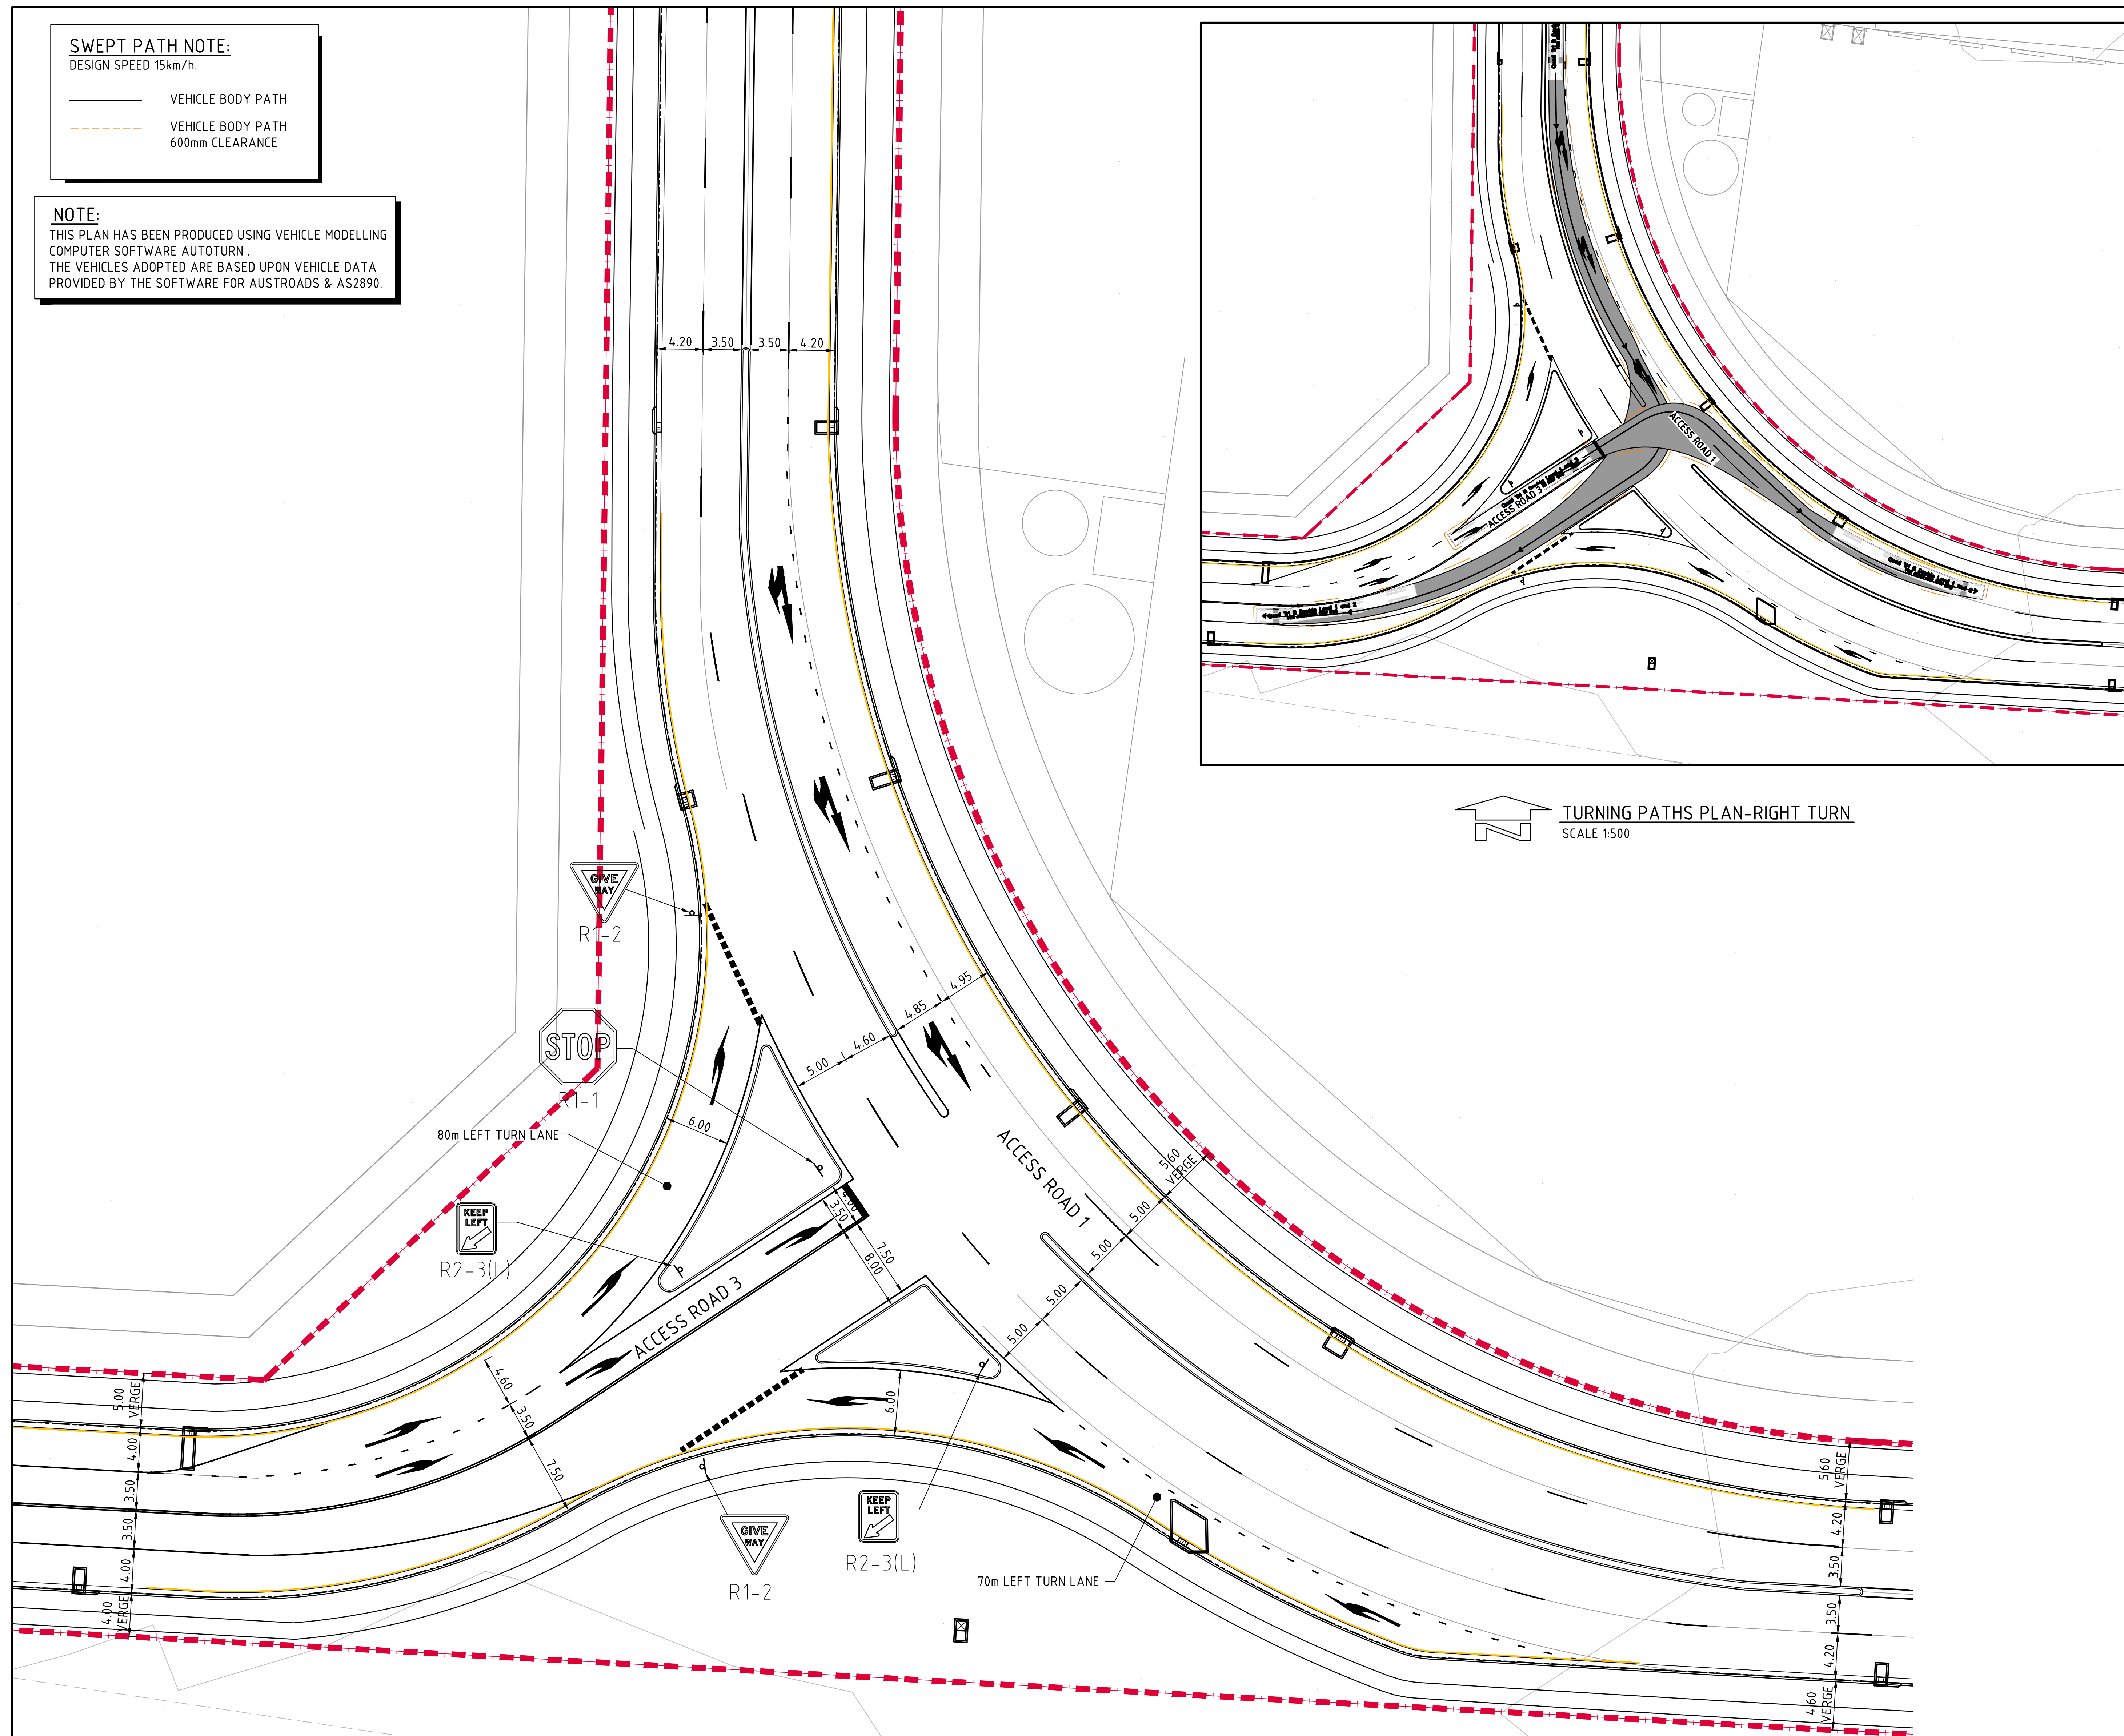 SWEPT PATH NOTE:
DESIGN SPEED 15km/h.
VEHICLE BODY PATH
VEHICLE BODY PATH
600mm CLEARANCE
NOTE:
THIS PLAN HAS BEEN PRODUCED USING VEHICLE MODELLING
COMPUTER SOFTWARE AUTOTURN .
THE VEHICLES ADOPTED ARE BASED UPON VEHICLE DATA
PROVIDED BY THE SOFTWARE FOR AUSTROADS & AS2890.
4.20 3.50 3.50 4.20
ACCESS ROAD 1
ACCESS ROAD 3
TURNING PATHS PLAN-RIGHT TURN
SCALE 1:500
GIVE
WAY
R1-2
4.95
4.85
4.60
5.00
STOP
R1-1
80m LEFT TURN LANE
6.00
ACCESS ROAD 1
5.60
VERGE
5.00
5.00
5.00
5.00
KEEP
LEFT
R2-3(L)
4.00
3.50
7.50
8.00
ACCESS ROAD 3
4.60
3.50
7.50
6.00
5.00
VERGE
4.00
3.50
3.50
4.00
4.00
VERGE
GIVE
WAY
R1-2
KEEP
LEFT
R2-3(L)
70m LEFT TURN LANE
5.60
VERGE
4.20
3.50
3.50
4.20
4.60
VERGE